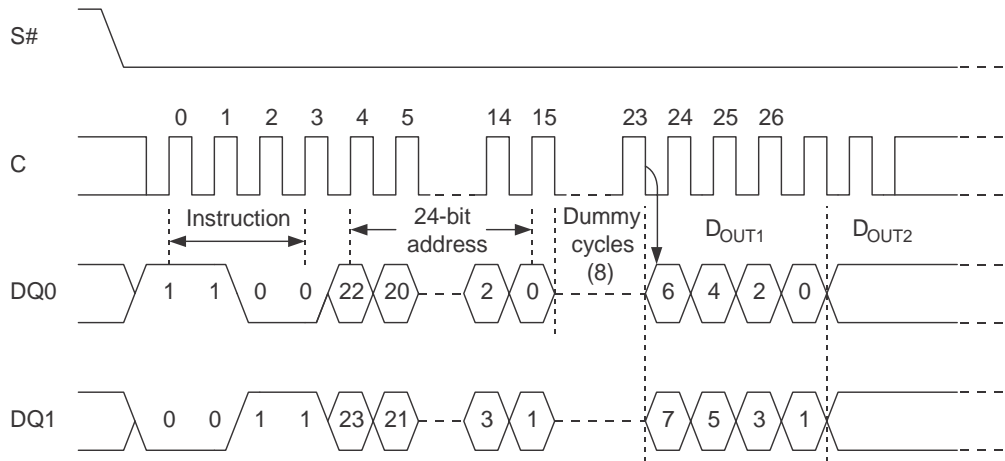 S#
0 1 2 3 4 5 14 15 23 24 25 26
C
Instruction
24-bit
address
Dummy
cycles
(8)
DOUT1
DOUT2
DQ0
1 1 0 0 22 20 2 0 6 4 2 0
DQ1
0 0 1 1 23 21 3 1 7 5 3 1